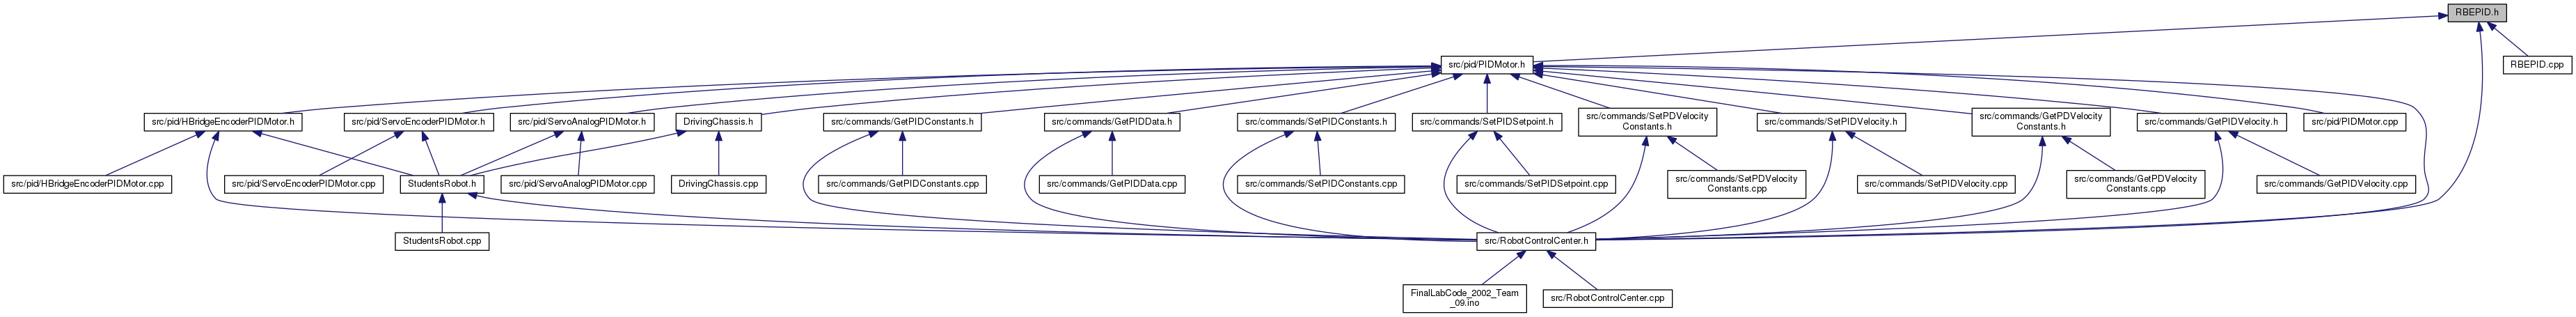 RBEPID.h
src/pid/PIDMotor.h
RBEPID.cpp
src/pid/HBridgeEncoderPIDMotor.h
src/pid/ServoEncoderPIDMotor.h
src/pid/ServoAnalogPIDMotor.h
DrivingChassis.h
src/commands/GetPIDConstants.h
src/commands/GetPIDData.h
src/commands/SetPIDConstants.h
src/commands/SetPIDSetpoint.h
src/commands/SetPDVelocity
Constants.h
src/commands/SetPIDVelocity.h
src/commands/GetPDVelocity
Constants.h
src/commands/GetPIDVelocity.h
src/pid/PIDMotor.cpp
src/pid/HBridgeEncoderPIDMotor.cpp
src/pid/ServoEncoderPIDMotor.cpp
StudentsRobot.h
src/pid/ServoAnalogPIDMotor.cpp
DrivingChassis.cpp
src/commands/GetPIDConstants.cpp
src/commands/GetPIDData.cpp
src/commands/SetPIDConstants.cpp
src/commands/SetPIDSetpoint.cpp
src/commands/SetPDVelocity
Constants.cpp
src/commands/SetPIDVelocity.cpp
src/commands/GetPDVelocity
Constants.cpp
src/commands/GetPIDVelocity.cpp
StudentsRobot.cpp
src/RobotControlCenter.h
FinalLabCode_2002_Team
_09.ino
src/RobotControlCenter.cpp